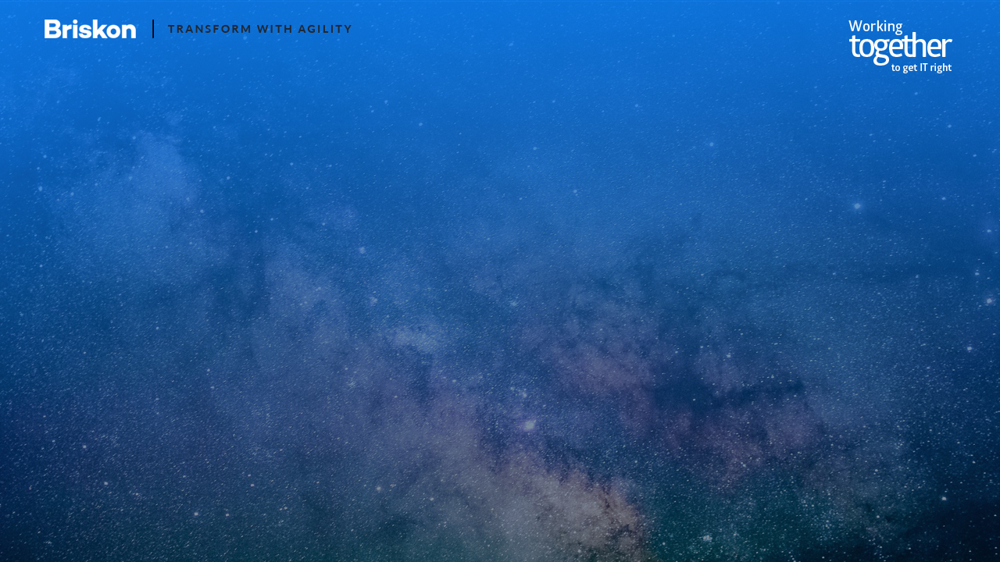 Briskon | TRANSFORM WITH AGILITY
Working
together
to get IT right